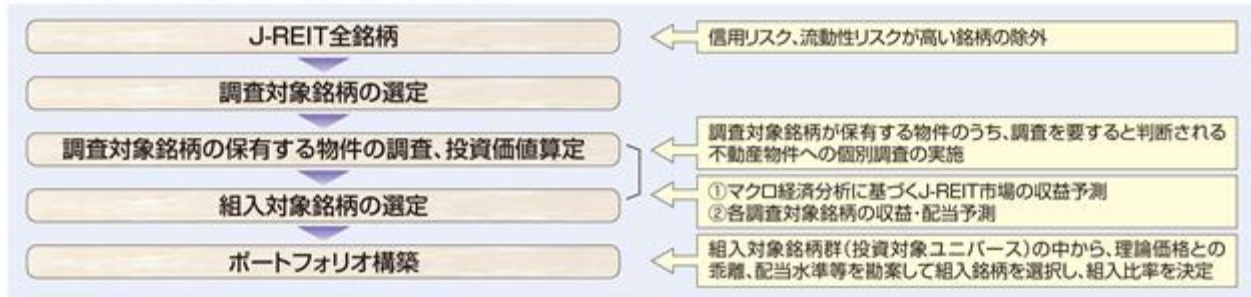 J-REIT全銘柄
信用リスク、流動性リスクが高い銘柄の除外
調査対象銘柄の選定
調査対象銘柄の保有する物件の調査、投資価値算定
調査対象銘柄が保有する物件のうち、調査を要すると判断される
不動産物件への個別調査の実施
組入対象銘柄の選定
①マクロ経済分析に基づくJ-REIT市場の収益予測
②各調査対象銘柄の収益・配当予測
ポートフォリオ構築
組入対象銘柄群(投資対象ユニバース)の中から、理論価格との
乖離、配当水準等を勘案して組入銘柄を選択し、組入比率を決定